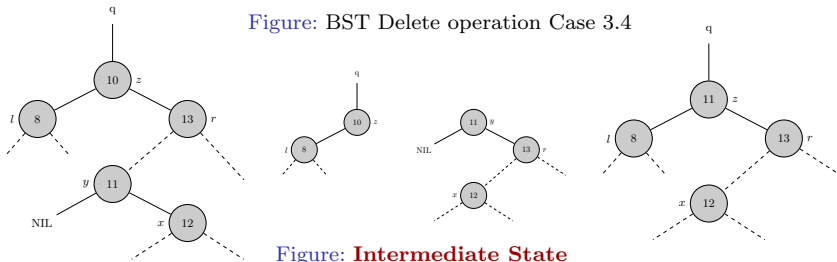 Figure: BST Delete operation Case 3.4
q
10 z
l 8
13 r
y 11
NIL
x 12
q
10 z
l 8
11 y
NIL
13 r
x 12
q
11 z
l 8
13 r
x 12
Figure: Intermediate State